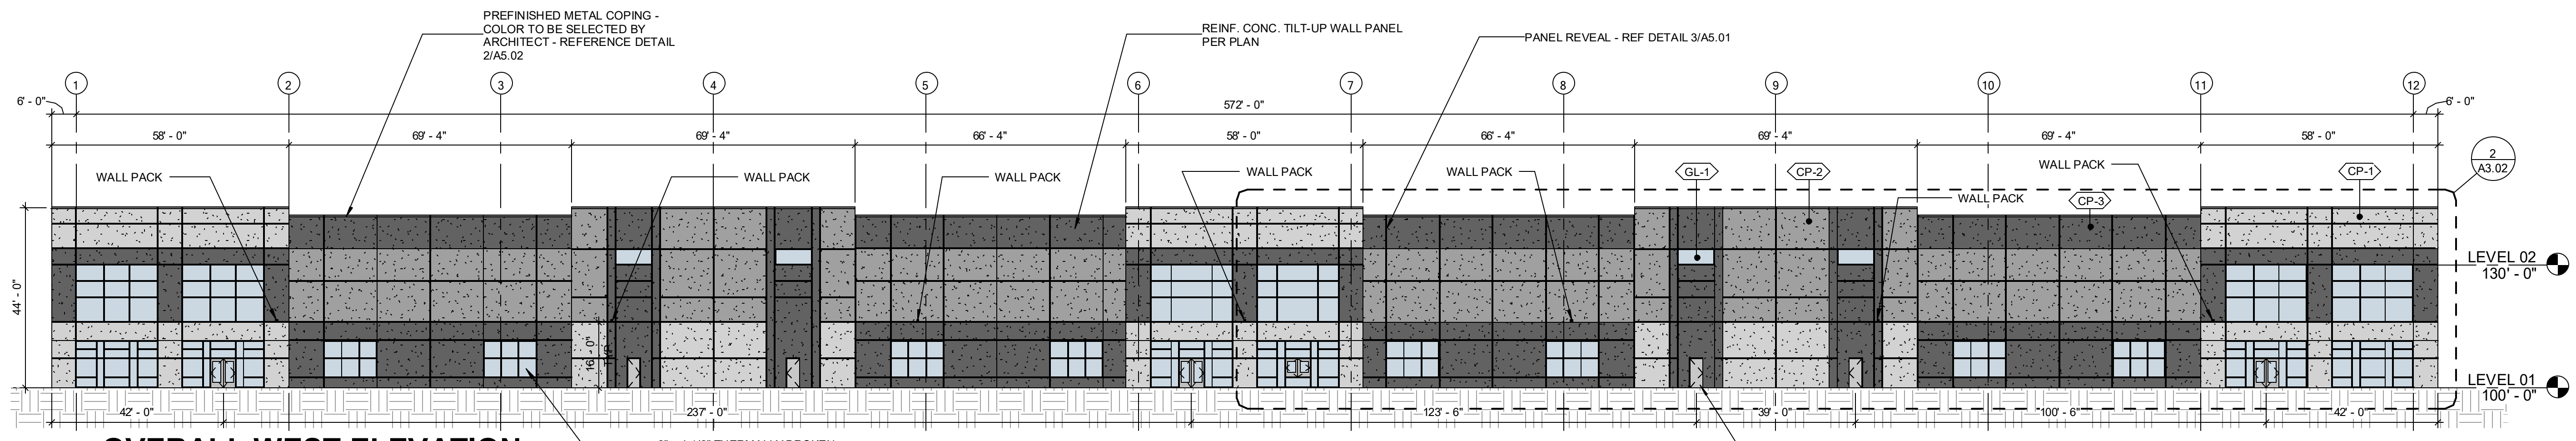 PREFINISHED METAL COPING -
COLOR TO BE SELECTED BY
ARCHITECT - REFERENCE DETAIL
2/A5.02
REINF. CONC. TILT-UP WALL PANEL
PER PLAN
PANEL REVEAL - REF DETAIL 3/A5.01
1
2
3
4
5
6
7
8
9
10
11
12
6' - 0"
572' - 0"
6' - 0"
58' - 0"
69' - 4"
69' - 4"
66' - 4"
58' - 0"
66' - 4"
69' - 4"
69' - 4"
58' - 0"
2
A3.02
WALL PACK
WALL PACK
WALL PACK
WALL PACK
WALL PACK
GL-1
CP-2
WALL PACK
CP-1
WALL PACK
CP-3
LEVEL 02
130' - 0"
44' - 0"
16' - 0"
TYP.
LEVEL 01
100' - 0"
42' - 0"
237' - 0"
123' - 6"
39' - 0"
100' - 6"
42' - 0"
OVERALL WEST ELEVATION